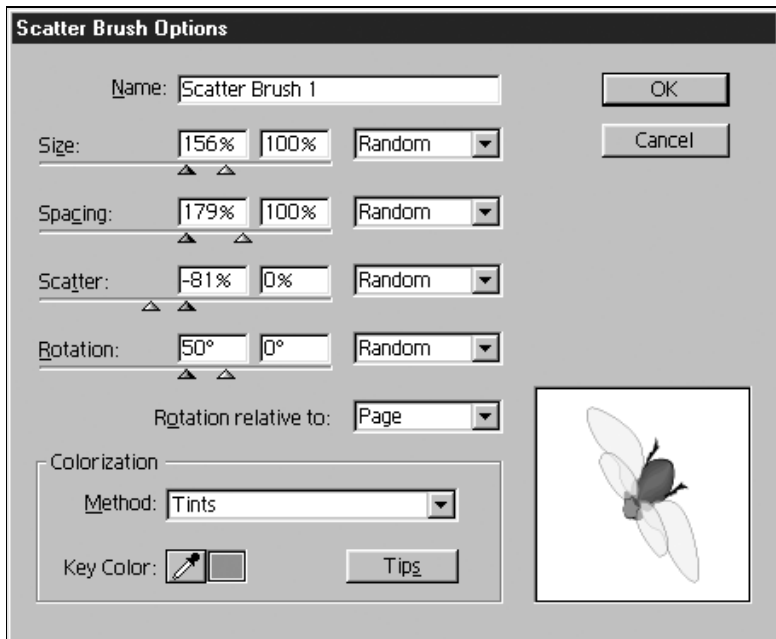 Scatter Brush Options
Name: Scatter Brush 1
OK
Size: 156% 100% Random
Cancel
Spacing: 179% 100% Random
Scatter: -81% 0% Random
Rotation: 50° 0° Random
Rotation relative to: Page
Colorization
Method: Tints
Key Color: Tips